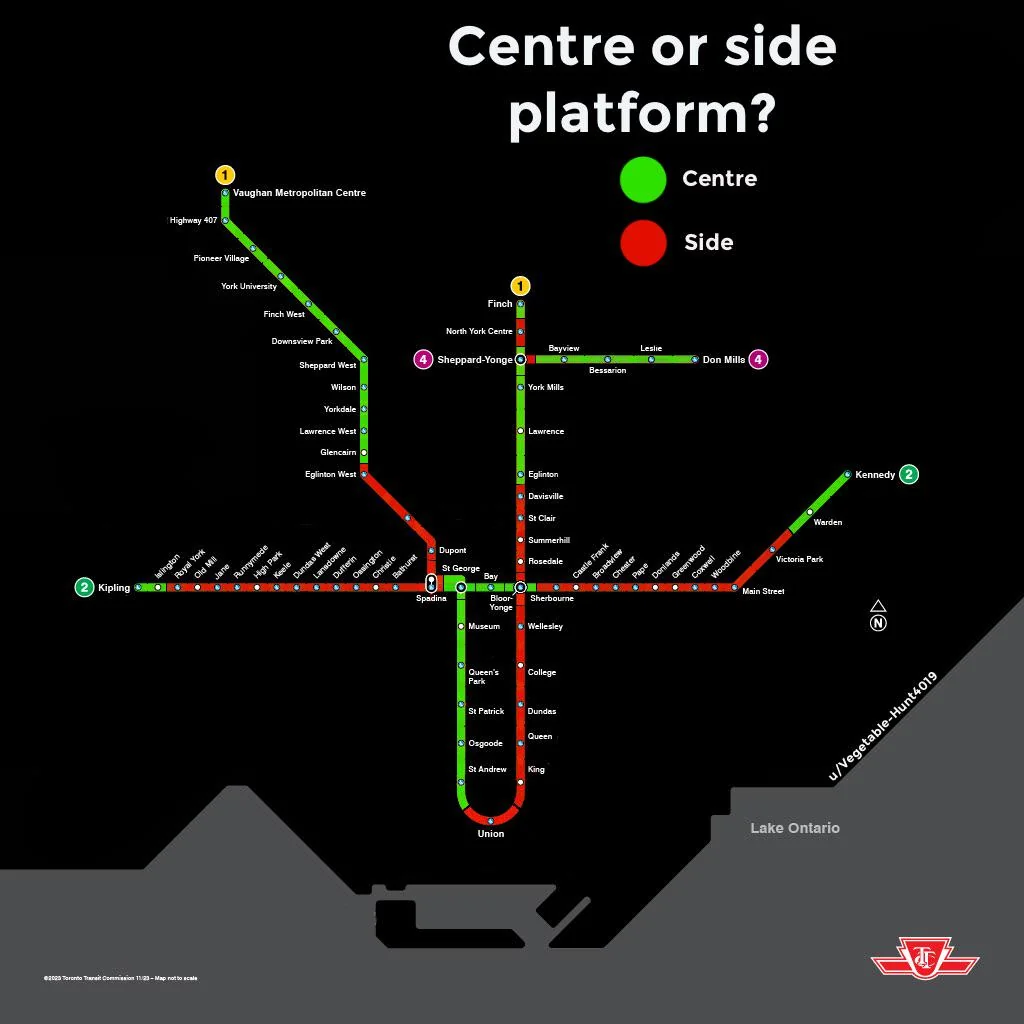 Centre or side
platform?
Centre
Side
1
Vaughan Metropolitan Centre
Highway 407
Pioneer Village
York University
Finch West
Downsview Park
Sheppard West
Wilson
Yorkdale
Lawrence West
Glencairn
Eglinton West
Dupont
1
Finch
North York Centre
4 Sheppard-Yonge
Bayview
Bessarion
Leslie
Don Mills 4
York Mills
Lawrence
Eglinton
Davisville
St Clair
Summerhill
Rosedale
Kennedy 2
Warden
Victoria Park
Main Street
2 Kipling
Islington
Royal York
Old Mill
Jane
Runnymede
High Park
Keele
Dundas West
Lansdowne
Dufferin
Ossington
Christie
Bathurst
Spadina
St George
Bay
Bloor-
Yonge
Sherbourne
Castle Frank
Broadview
Chester
Pape
Donlands
Greenwood
Coxwell
Woodbine
Museum
Queen's
Park
St Patrick
Osgoode
St Andrew
Union
Wellesley
College
Dundas
Queen
King
N
u/Vegetable-Hunt4019
Lake Ontario
©2023 Toronto Transit Commission 11/23 – Map not to scale
TTC